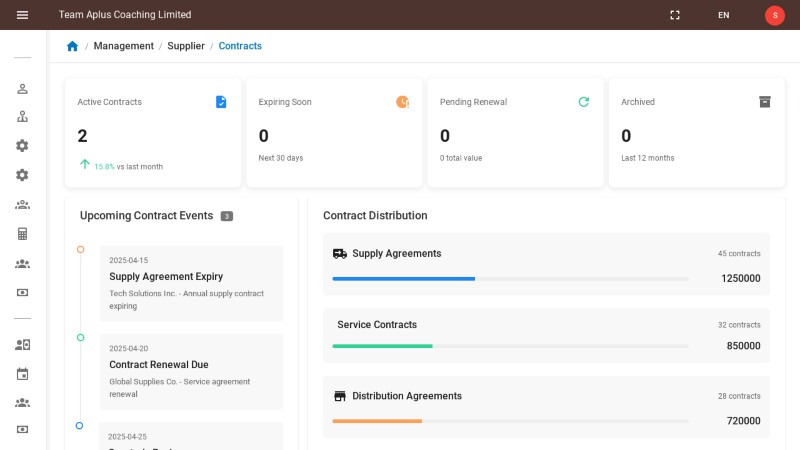 Team Aplus Coaching Limited
EN
S
/ Management / Supplier / Contracts
Active Contracts
2
15.8% vs last month
Expiring Soon
0
Next 30 days
Pending Renewal
0
0 total value
Archived
0
Last 12 months
Upcoming Contract Events 3
2025-04-15
Supply Agreement Expiry
Tech Solutions Inc. - Annual supply contract
expiring
2025-04-20
Contract Renewal Due
Global Supplies Co. - Service agreement
renewal
2025-04-25
Contract Distribution
Supply Agreements
45 contracts
1250000
Service Contracts
32 contracts
850000
Distribution Agreements
28 contracts
720000